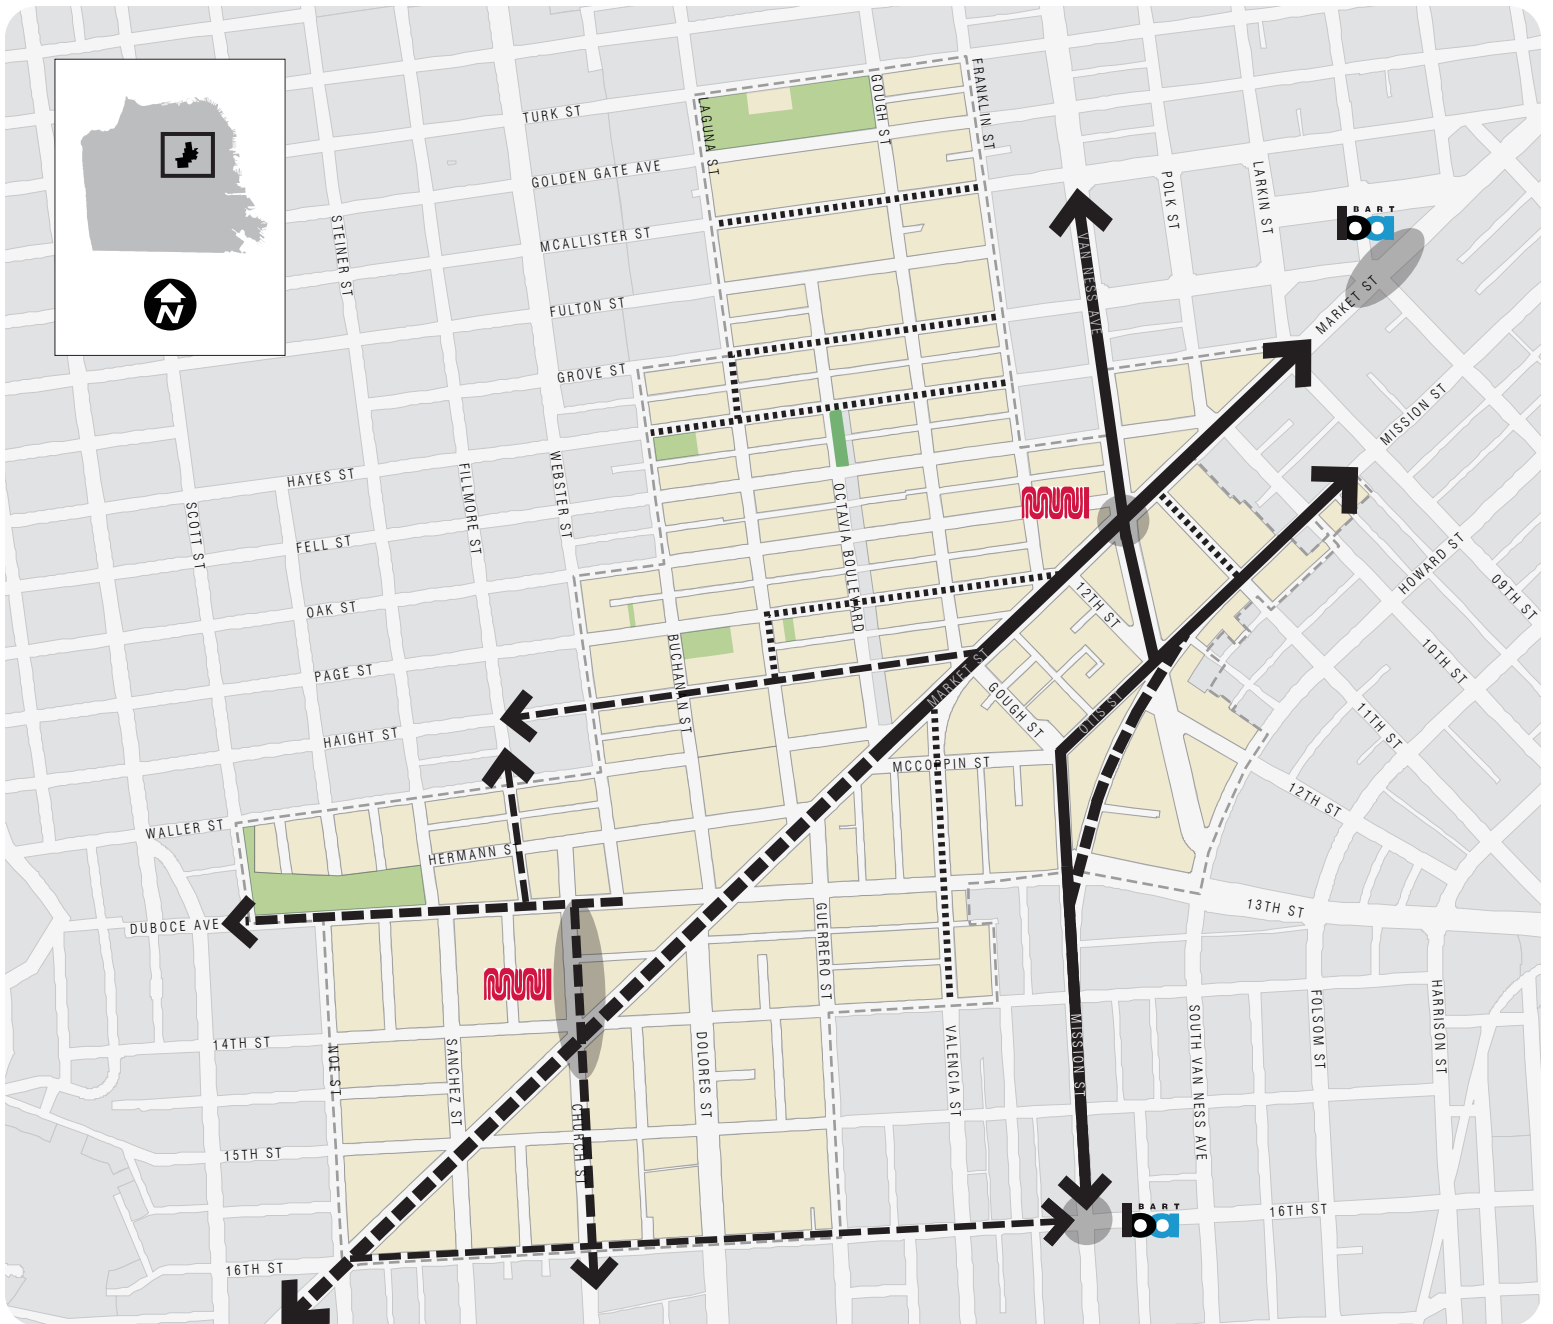 TURK ST
GOLDEN GATE AVE
MCALLISTER ST
FULTON ST
GROVE ST
LAGUNA ST
GOUGH ST
FRANKLIN ST
POLK ST
LARKIN ST
BART
ba
VAN NESS AVE
MARKET ST
MISSION ST
STEINER ST
N
HAYES ST
FELL ST
OAK ST
PAGE ST
HAIGHT ST
SCOTT ST
FILLMORE ST
WEBSTER ST
OCTAVIA BOULEVARD
BUCHANAN ST
MUNI
12TH ST
HOWARD ST
09TH ST
10TH ST
11TH ST
12TH ST
MARKET ST
GOUGH ST
OTIS ST
MCCOPPIN ST
WALLER ST
HERMANN ST
DUBOCE AVE
13TH ST
GUERRERO ST
MUNI
14TH ST
NOE ST
SANCHEZ ST
CHURCH ST
DOLORES ST
VALENCIA ST
MISSION ST
SOUTH VAN NESS AVE
FOLSOM ST
HARRISON ST
15TH ST
16TH ST
BART
ba
16TH ST